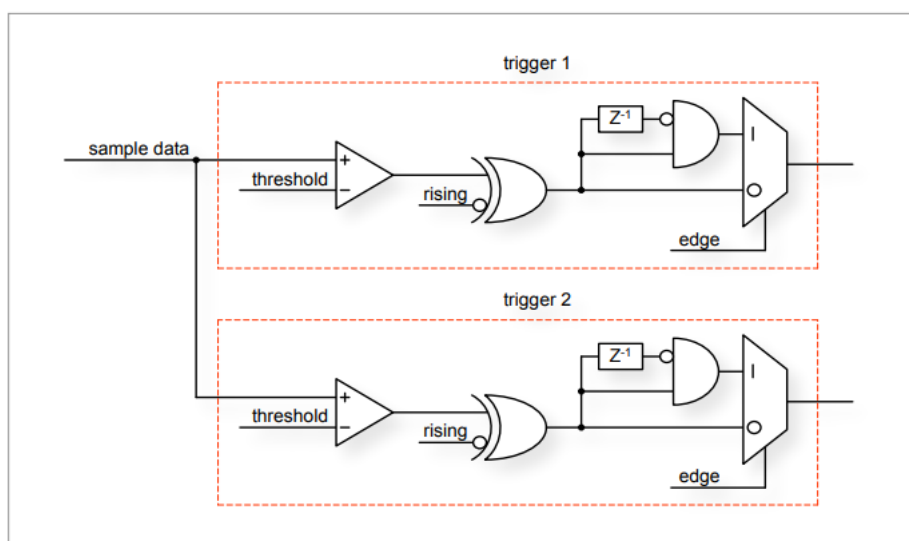 trigger 1
Z-1
sample data
+
I
threshold
−
rising
O
edge
trigger 2
Z-1
+
I
threshold
−
rising
O
edge